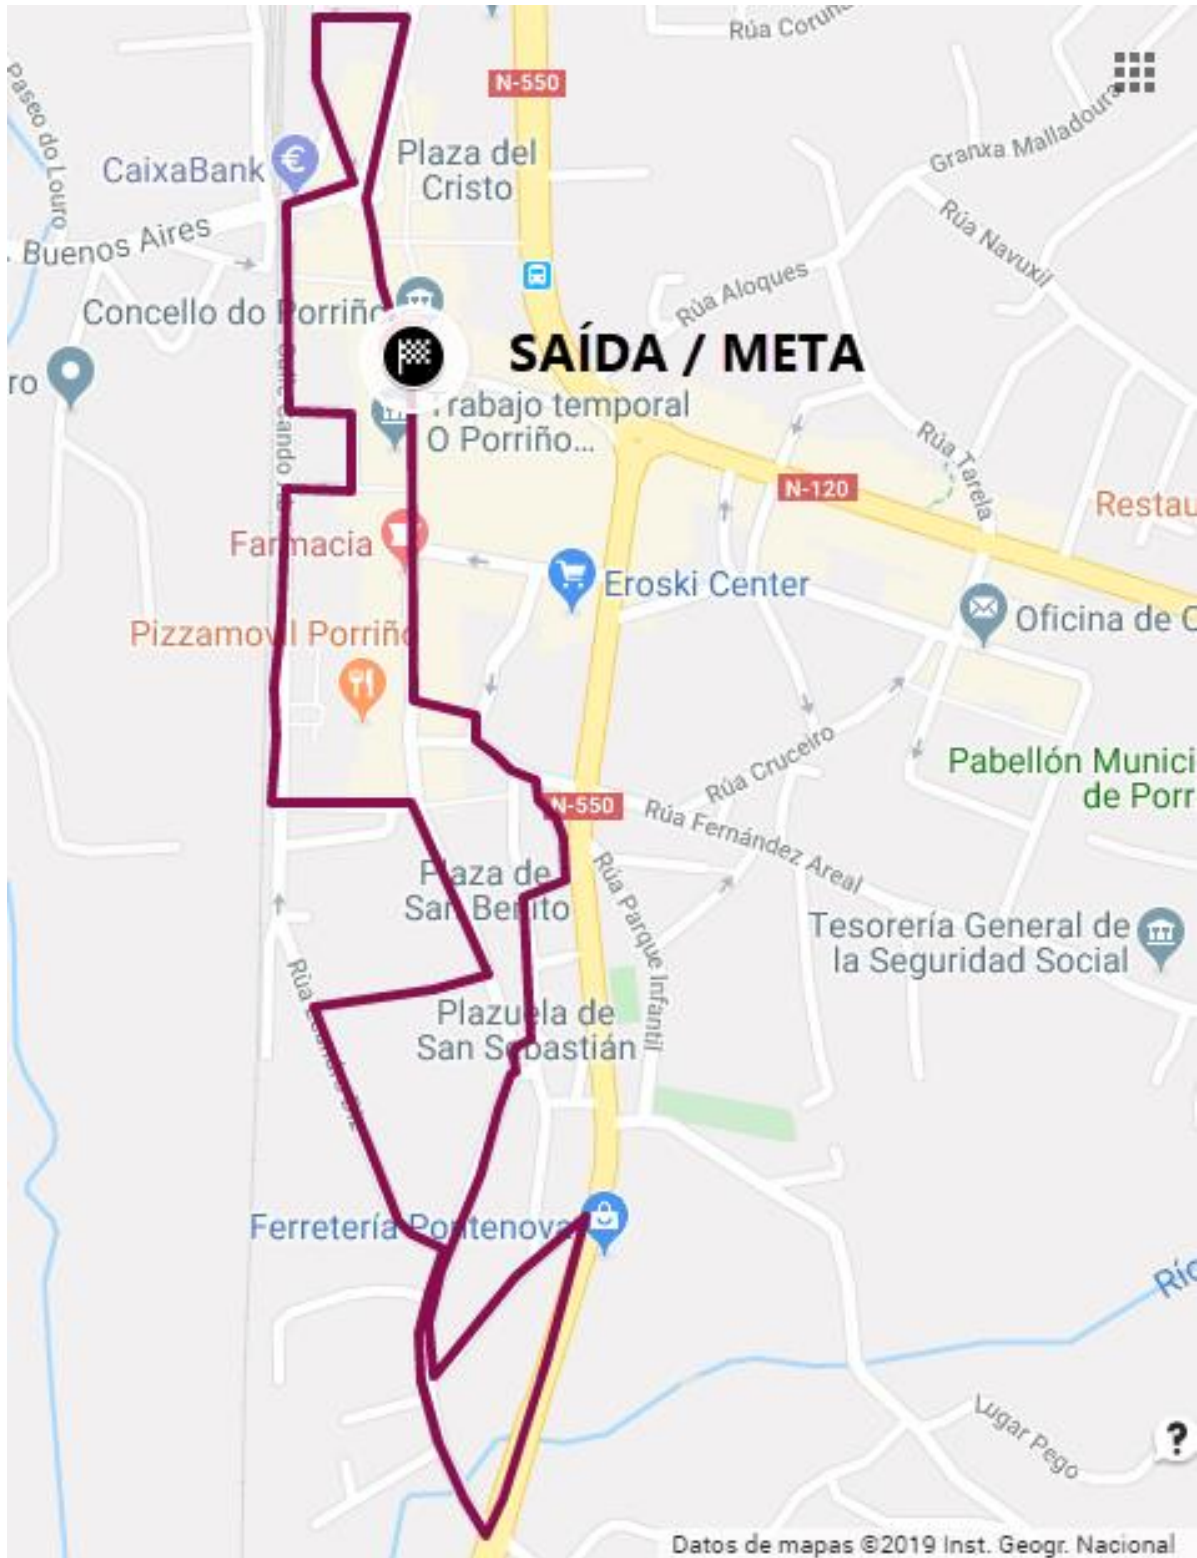 Rúa Coruña
N-550
Paseo do Louro
CaixaBank
€
Plaza del
Cristo
Granxa Malladoura
Rúa Navuxil
Buenos Aires
Rúa Aloques
Concello do Porriño
SAÍDA / META
ro
Trabajo temporal
O Porriño...
Rúa Tarela
N-120
Restau
Farmacia
Eroski Center
Oficina de C
Pizzamovil Porriño
Rúa Cruceiro
Pabellón Munici
de Porr
N-550
Rúa Fernández Areal
Plaza de
San Benito
Rúa Parque Infantil
Tesorería General de
la Seguridad Social
Rúa
Plazuela de
San Sebastián
Ferretería Pontenova
Río
Lugar Pego
?
Datos de mapas ©2019 Inst. Geogr. Nacional